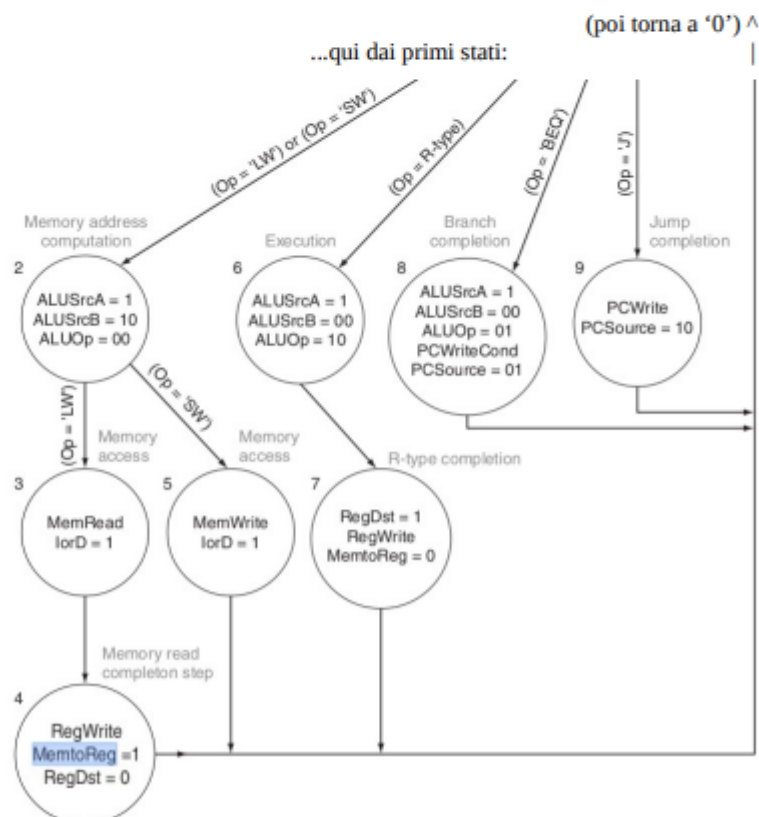 (poi torna a ‘0’) ^
...qui dai primi stati: |
(Op = 'LW') or (Op = 'SW')
(Op = R-type)
(Op = 'BEQ')
(Op = 'J')
Memory address
computation
Execution
Branch
completion
Jump
completion
2
ALUSrcA = 1
ALUSrcB = 10
ALUOp = 00
6
ALUSrcA = 1
ALUSrcB = 00
ALUOp = 10
8
ALUSrcA = 1
ALUSrcB = 00
ALUOp = 01
PCWriteCond
PCSource = 01
9
PCWrite
PCSource = 10
(Op = 'LW')
(Op = 'SW')
Memory
access
Memory
access
R-type completion
3
MemRead
IorD = 1
5
MemWrite
IorD = 1
7
RegDst = 1
RegWrite
MemtoReg = 0
Memory read
completon step
4
RegWrite
MemtoReg =1
RegDst = 0